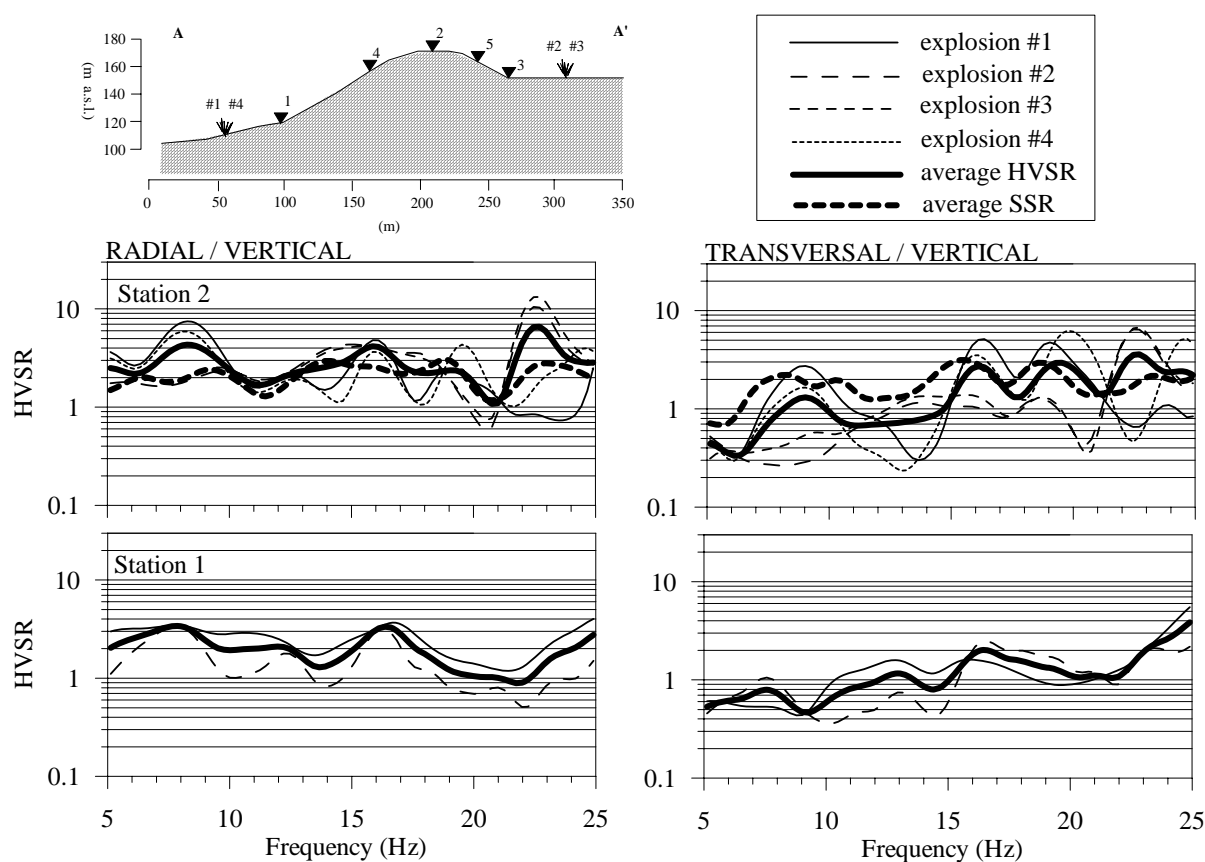 A
A'
180
160
140
120
100
(m a.s.l.)
#1 #4
1
4
2
5
3
#2 #3
0 50 100 150 200 250 300 350
(m)
explosion #1
explosion #2
explosion #3
explosion #4
average HVSR
average SSR
RADIAL / VERTICAL
Station 2
10
1
0.1
HVSR
TRANSVERSAL / VERTICAL
10
1
0.1
Station 1
10
1
0.1
HVSR
5 10 15 20 25
Frequency (Hz)
10
1
0.1
5 10 15 20 25
Frequency (Hz)